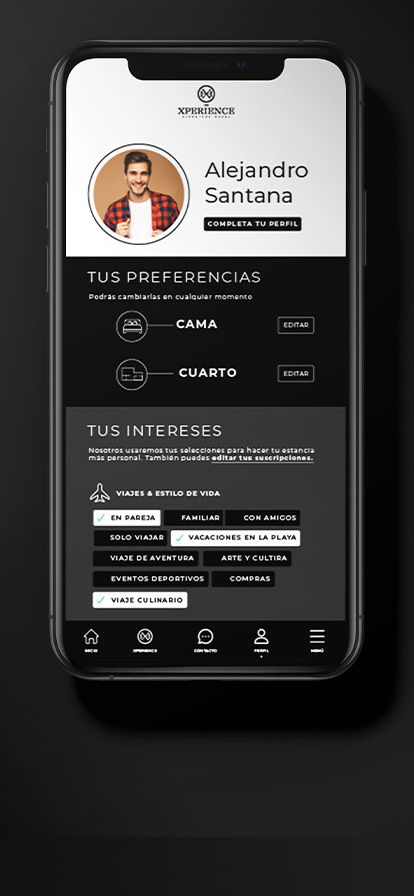 XPERIENCE
Alejandro
Santana
COMPLETA TU PERFIL
TUS PREFERENCIAS
Podrás cambiarlas en cualquier momento
CAMA
EDITAR
CUARTO
EDITAR
TUS INTERESES
Nosotros usaremos tus selecciones para hacer tu estancia
más personal. También puedes editar tus suscripciones.
VIAJES & ESTILO DE VIDA
EN PAREJA FAMILIAR CON AMIGOS
SOLO VIAJAR VACACIONES EN LA PLAYA
VIAJE DE AVENTURA ARTE Y CULTIRA
EVENTOS DEPORTIVOS COMPRAS
VIAJE CULINARIO
INICIO XPERIENCE CONTACTO PERFIL MENÚ